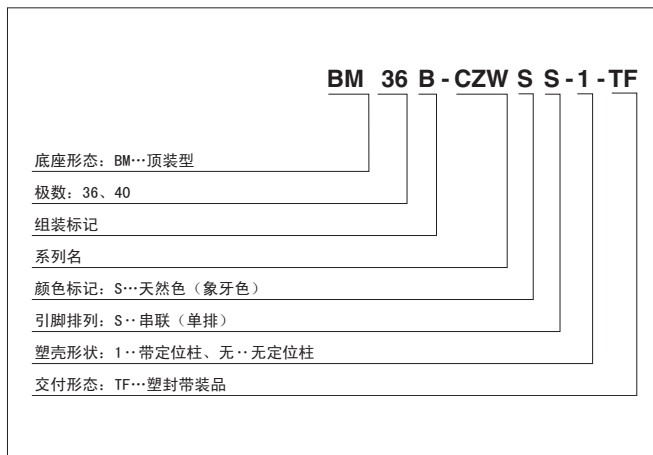 BM 36 B - CZW S S - 1 - TF
底座形态: BM…顶装型
极数: 36、40
组装标记
系列名
颜色标记: S…天然色（象牙色）
引脚排列: S‥串联（单排）
塑壳形状: 1‥带定位柱、无‥无定位柱
交付形态: TF…塑封带装品